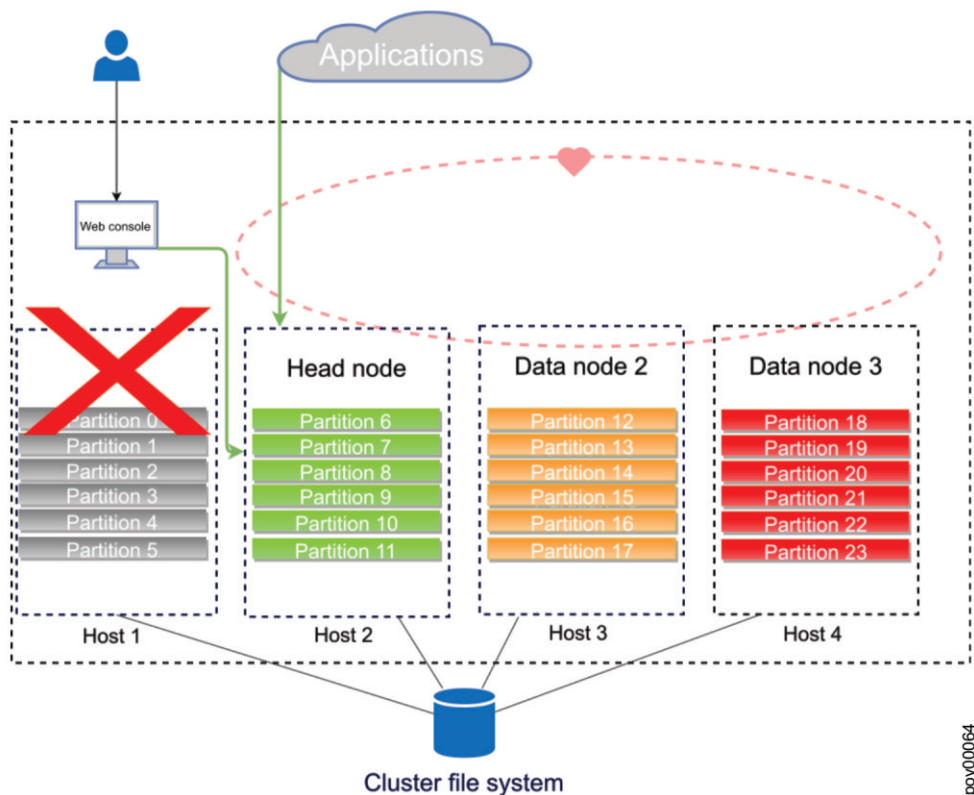 Applications
Web console
Head node
Data node 2
Data node 3
Partition 0
Partition 1
Partition 2
Partition 3
Partition 4
Partition 5
Partition 6
Partition 7
Partition 8
Partition 9
Partition 10
Partition 11
Partition 12
Partition 13
Partition 14
Partition 15
Partition 16
Partition 17
Partition 18
Partition 19
Partition 20
Partition 21
Partition 22
Partition 23
Host 1
Host 2
Host 3
Host 4
Cluster file system
pov00064